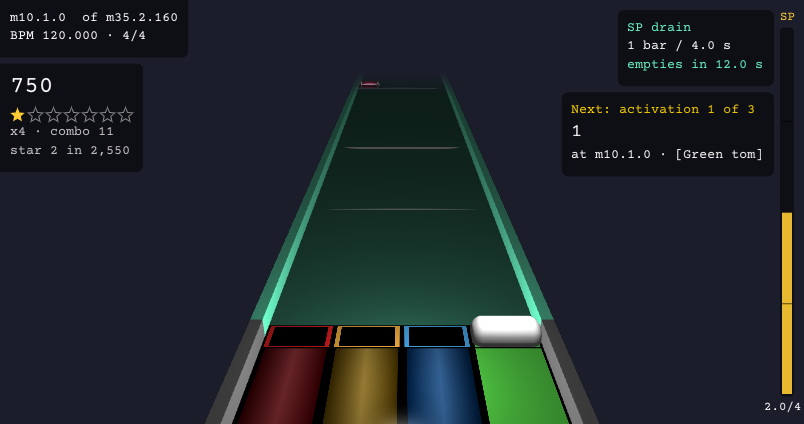 m10.1.0 of m35.2.160
BPM 120.000 · 4/4
750
x4 · combo 11
star 2 in 2,550
SP drain
1 bar / 4.0 s
empties in 12.0 s
Next: activation 1 of 3
1
at m10.1.0 · [Green tom]
SP
2.0/4